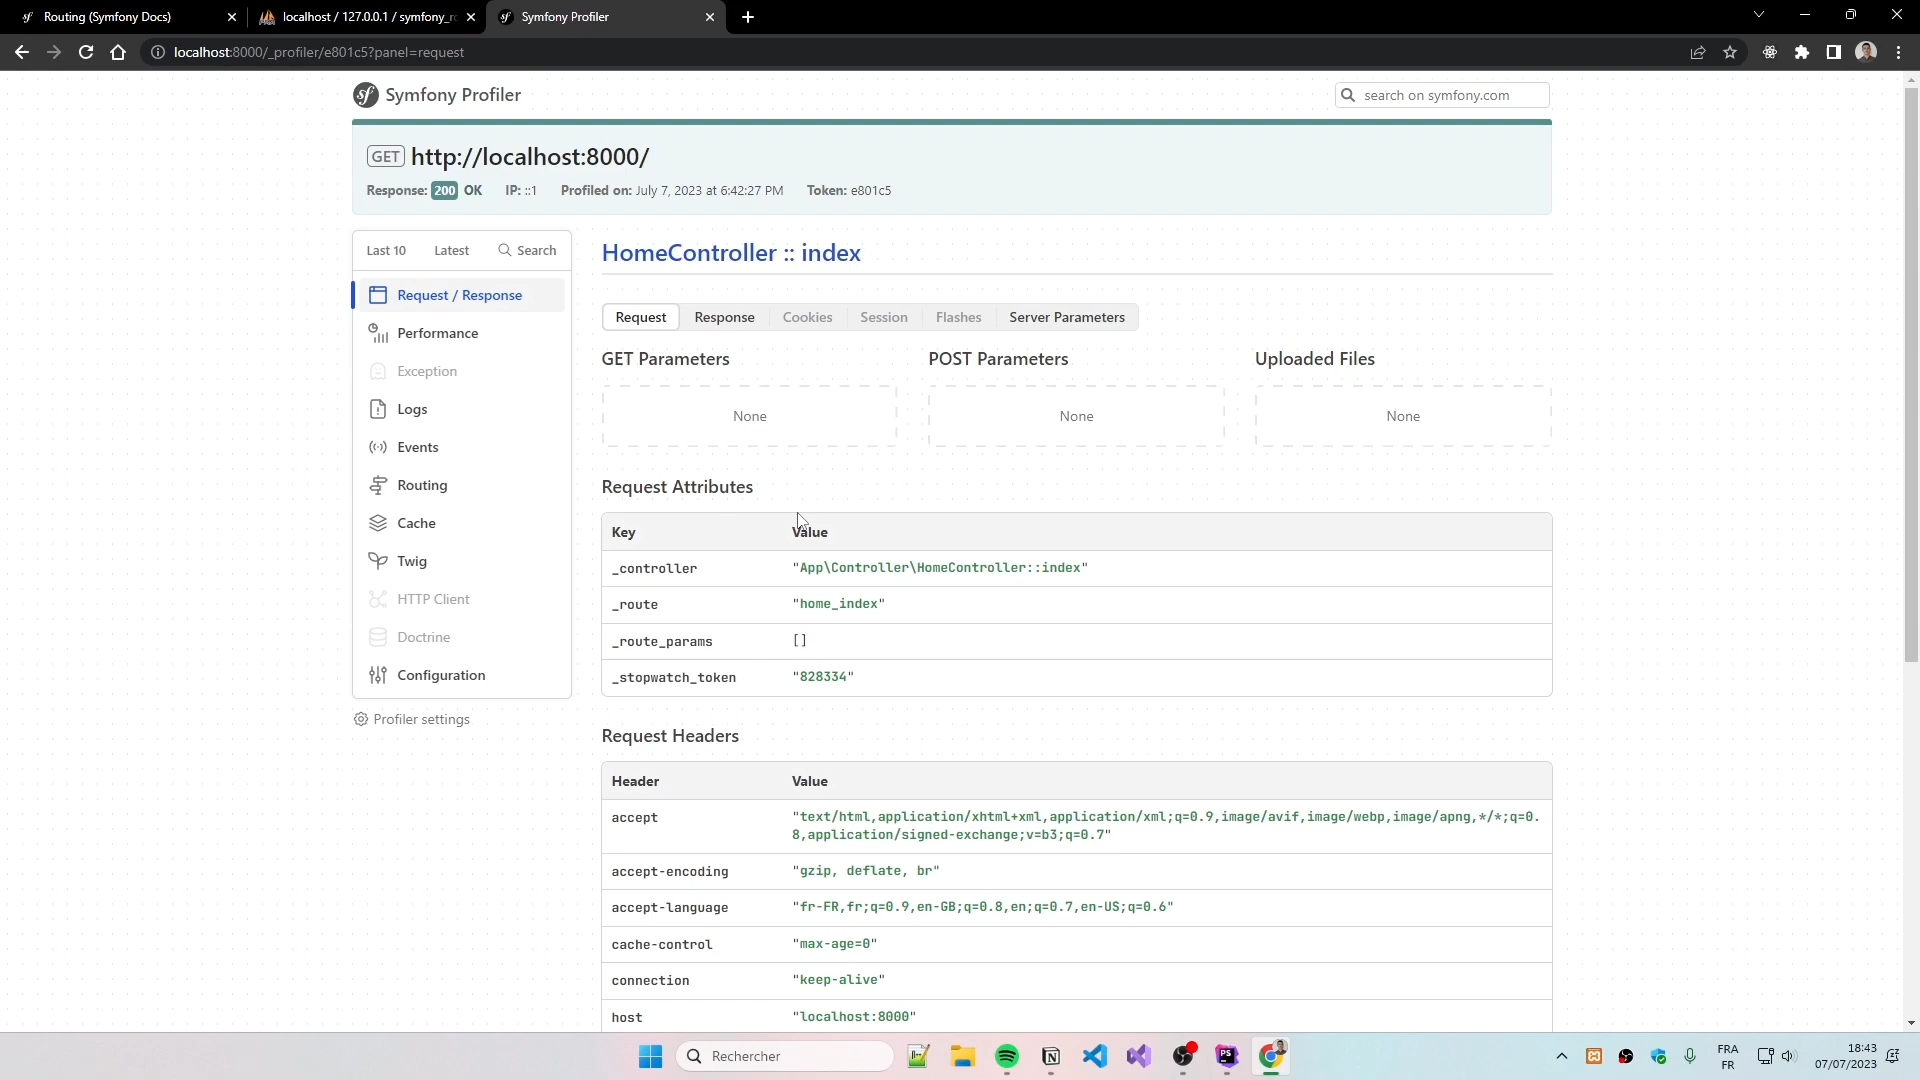 Routing (Symfony Docs)
localhost / 127.0.0.1 / symfony_r
Symfony Profiler
localhost:8000/_profiler/e801c5?panel=request
Symfony Profiler
search on symfony.com
GET http://localhost:8000/
Response: 200 OK IP: ::1 Profiled on: July 7, 2023 at 6:42:27 PM Token: e801c5
Last 10 Latest Search
Request / Response
Performance
Exception
Logs
Events
Routing
Cache
Twig
HTTP Client
Doctrine
Configuration
Profiler settings
HomeController :: index
Request Response Cookies Session Flashes Server Parameters
GET Parameters POST Parameters Uploaded Files
None None None
Request Attributes
Key Value
_controller "App\Controller\HomeController::index"
_route "home_index"
_route_params []
_stopwatch_token "828334"
Request Headers
Header Value
accept "text/html,application/xhtml+xml,application/xml;q=0.9,image/avif,image/webp,image/apng,*/*;q=0.
8,application/signed-exchange;v=b3;q=0.7"
accept-encoding "gzip, deflate, br"
accept-language "fr-FR,fr;q=0.9,en-GB;q=0.8,en;q=0.7,en-US;q=0.6"
cache-control "max-age=0"
connection "keep-alive"
host "localhost:8000"
Rechercher
FRA
FR
18:43
07/07/2023